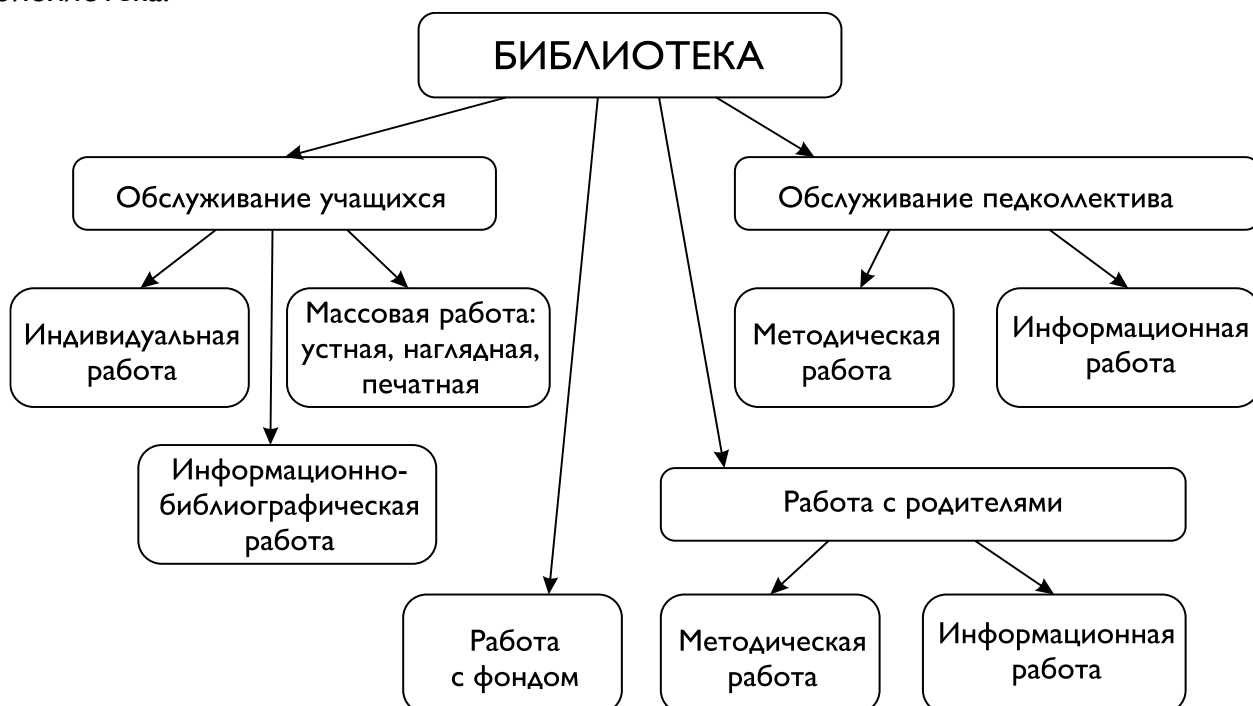 БИБЛИОТЕКА
Обслуживание учащихся
Обслуживание педколлектива
Индивидуальная
работа
Массовая работа:
устная, наглядная,
печатная
Методическая
работа
Информационная
работа
Информационно-
библиографическая
работа
Работа с родителями
Работа
с фондом
Методическая
работа
Информационная
работа